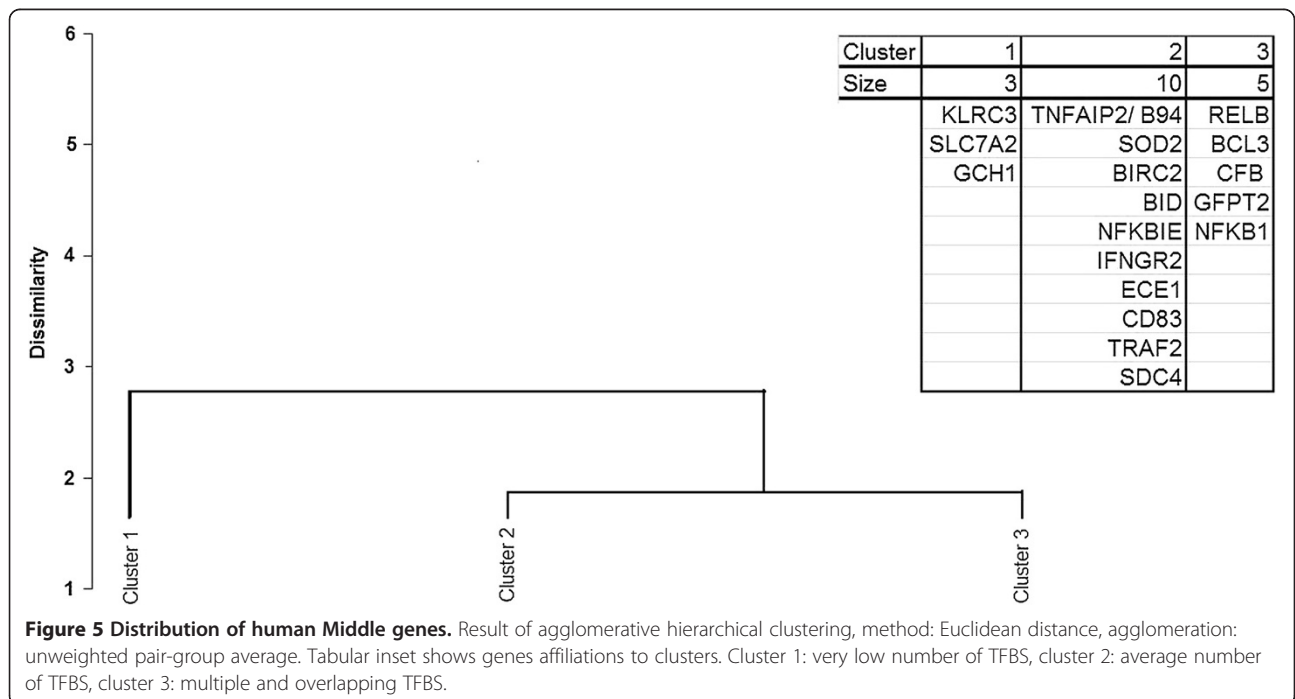 6
5
4
3
2
1
Dissimilarity
Cluster 1
Cluster 2
Cluster 3
Cluster 1 2 3
Size 3 10 5
KLRC3 TNFAIP2/ B94 RELB
SLC7A2 SOD2 BCL3
GCH1 BIRC2 CFB
BID GFPT2
NFKBIE NFKB1
IFNGR2
ECE1
CD83
TRAF2
SDC4
Figure 5 Distribution of human Middle genes. Result of agglomerative hierarchical clustering, method: Euclidean distance, agglomeration:
unweighted pair-group average. Tabular inset shows genes affiliations to clusters. Cluster 1: very low number of TFBS, cluster 2: average number
of TFBS, cluster 3: multiple and overlapping TFBS.